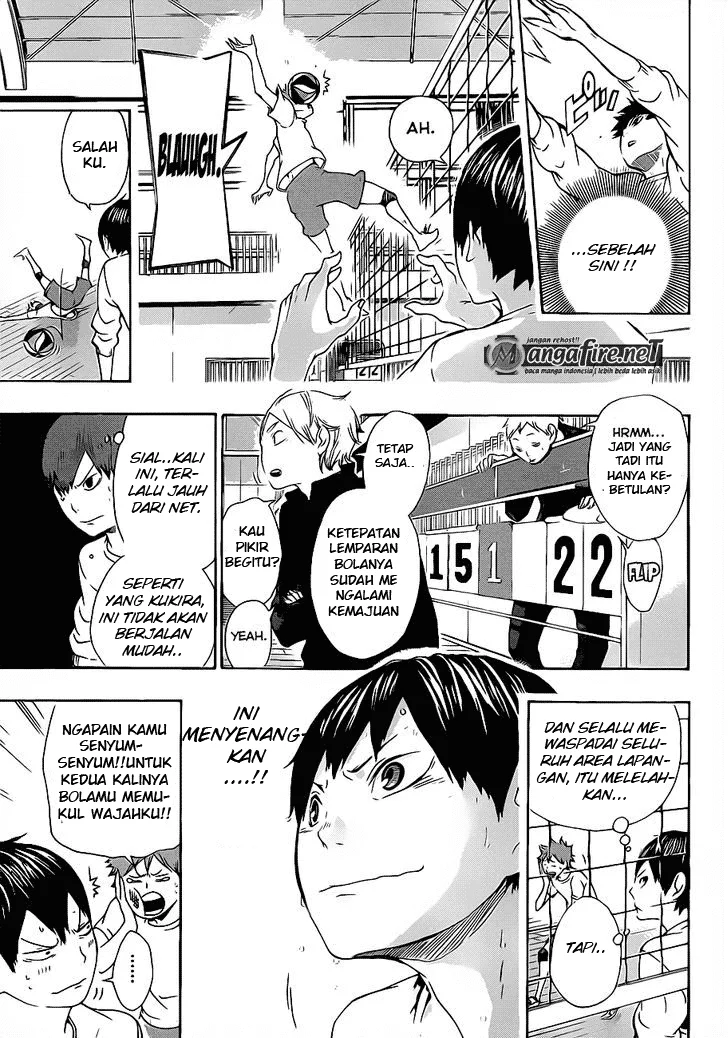 ピッ
...SEBELAH
SINI !!
AH.
BLAUUGH!
SALAH
KU.
jangan rehost!!
Mangafire.net
baca manga indonesia | lebih beda lebih asik
22
HRMM...
JADI YANG
TADI ITU
HANYA KE-
BETULAN?
FLIP
15 1 22
TETAP
SAJA..
KETEPATAN
LEMPARAN
BOLANYA
SUDAH ME
NGALAMI
KEMAJUAN
KAU
PIKIR
BEGITU?
YEAH.
SIAL..KALI
INI, TER-
LALU JAUH
DARI NET.
SEPERTI
YANG KUKIRA,
INI TIDAK AKAN
BERJALAN
MUDAH..
DAN SELALU ME-
WASPADAI SELU-
RUH AREA LAPAN-
GAN, ITU MELELAH-
KAN...
TAPI..
INI
MENYENANG-
KAN
....!!
NGAPAIN KAMU
SENYUM-
SENYUM!!UNTUK
KEDUA KALINYA
BOLAMU MEMU-
KUL WAJAHKU!!
......